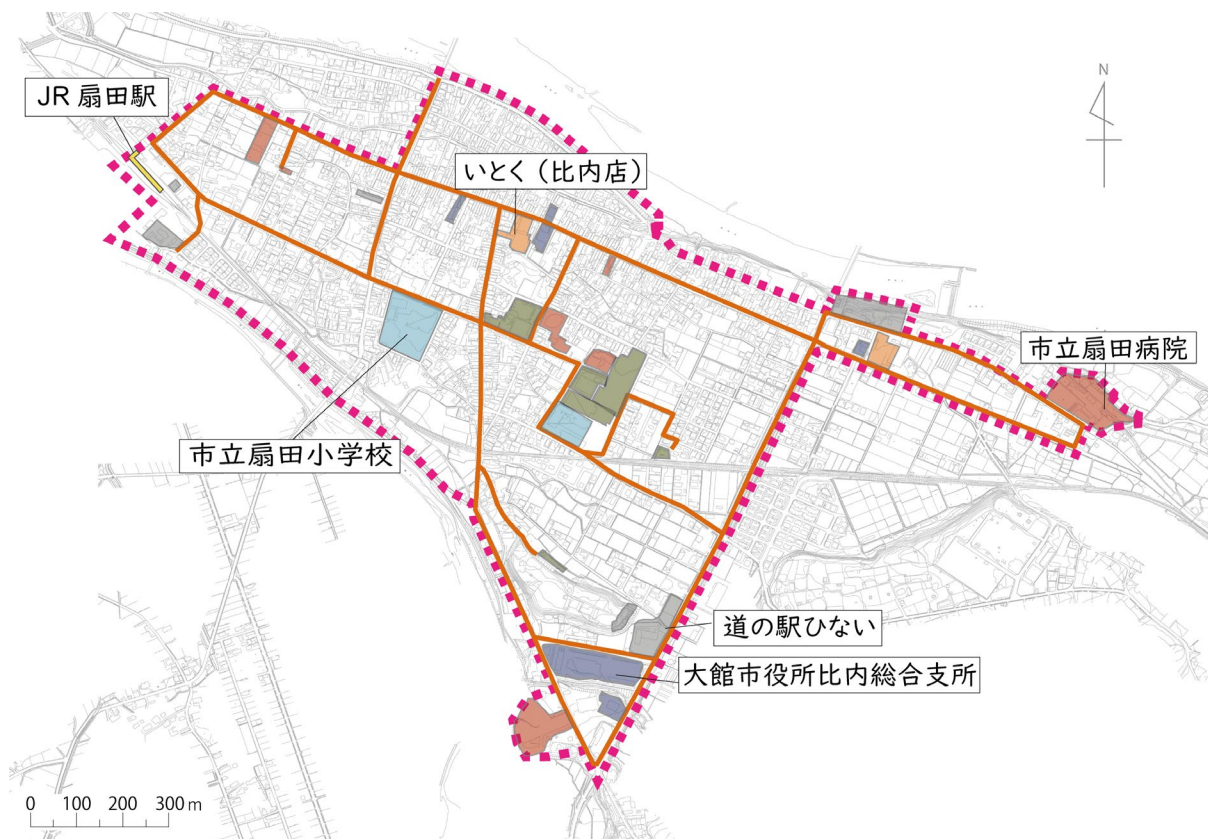 N
JR 扇田駅
いとく（比内店）
市立扇田病院
市立扇田小学校
道の駅ひない
大館市役所比内総合支所
0 100 200 300 m